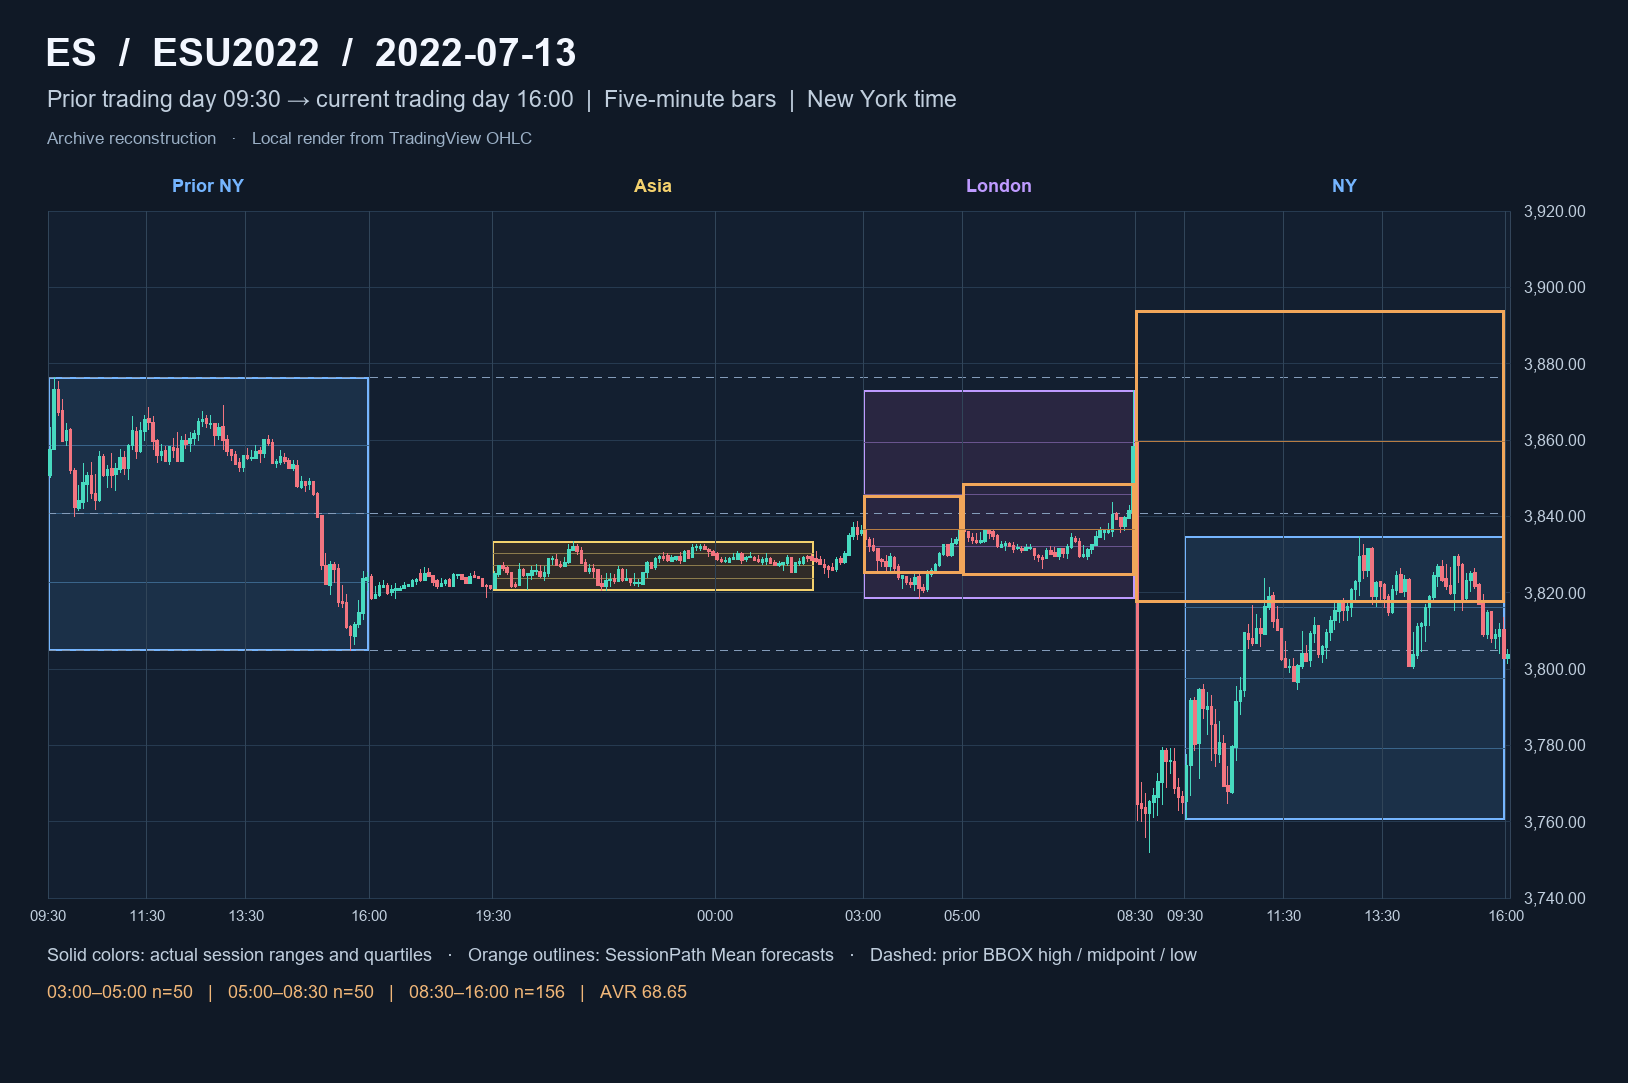 ES / ESU2022 / 2022-07-13
Prior trading day 09:30 → current trading day 16:00 | Five-minute bars | New York time
Archive reconstruction · Local render from TradingView OHLC
Prior NY Asia London NY
3,920.00
3,900.00
3,880.00
3,860.00
3,840.00
3,820.00
3,800.00
3,780.00
3,760.00
3,740.00
09:30 11:30 13:30 16:00 19:30 00:00 03:00 05:00 08:30 09:30 11:30 13:30 16:00
Solid colors: actual session ranges and quartiles · Orange outlines: SessionPath Mean forecasts · Dashed: prior BBOX high / midpoint / low
03:00–05:00 n=50 | 05:00–08:30 n=50 | 08:30–16:00 n=156 | AVR 68.65